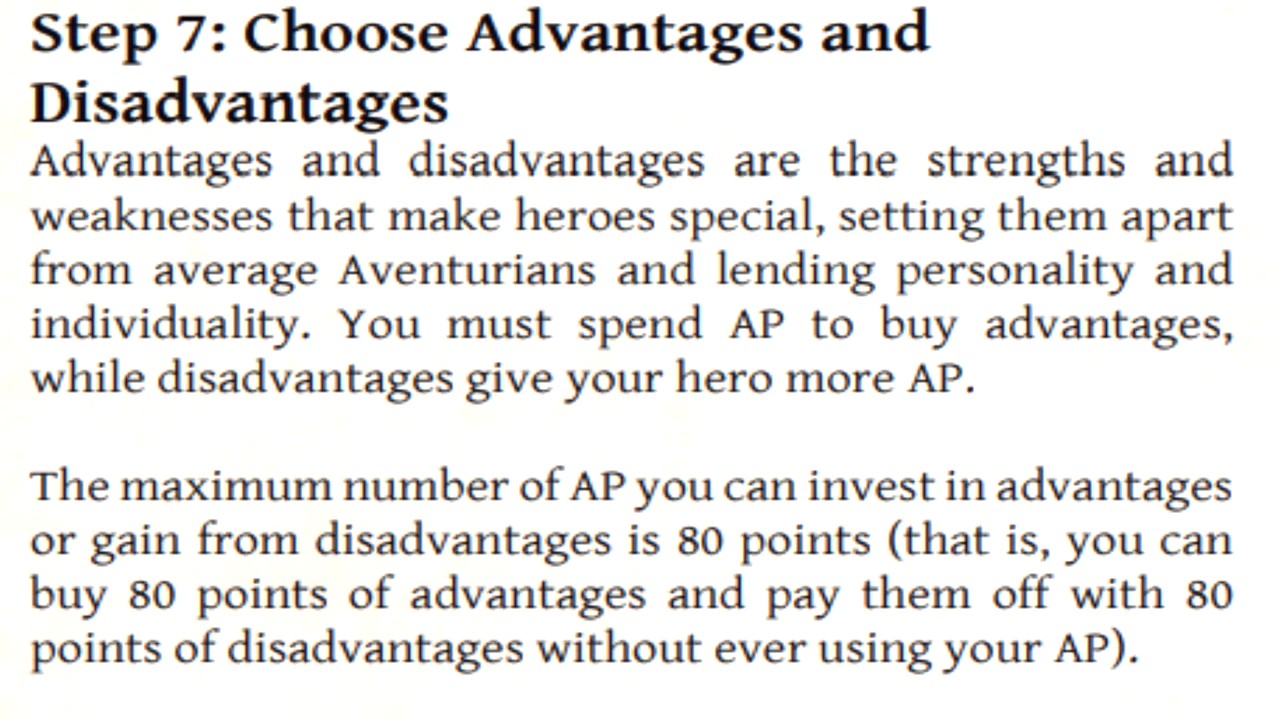 Step 7: Choose Advantages and
Disadvantages
Advantages and disadvantages are the strengths and
weaknesses that make heroes special, setting them apart
from average Aventurians and lending personality and
individuality. You must spend AP to buy advantages,
while disadvantages give your hero more AP.
The maximum number of AP you can invest in advantages
or gain from disadvantages is 80 points (that is, you can
buy 80 points of advantages and pay them off with 80
points of disadvantages without ever using your AP).